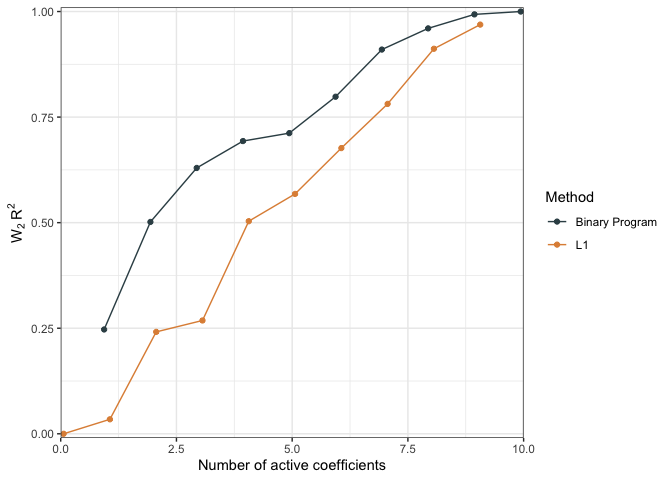 1.00
0.75
0.50
0.25
0.00
W₂ R²
0.0
2.5
5.0
7.5
10.0
Number of active coefficients
Method
Binary Program
L1